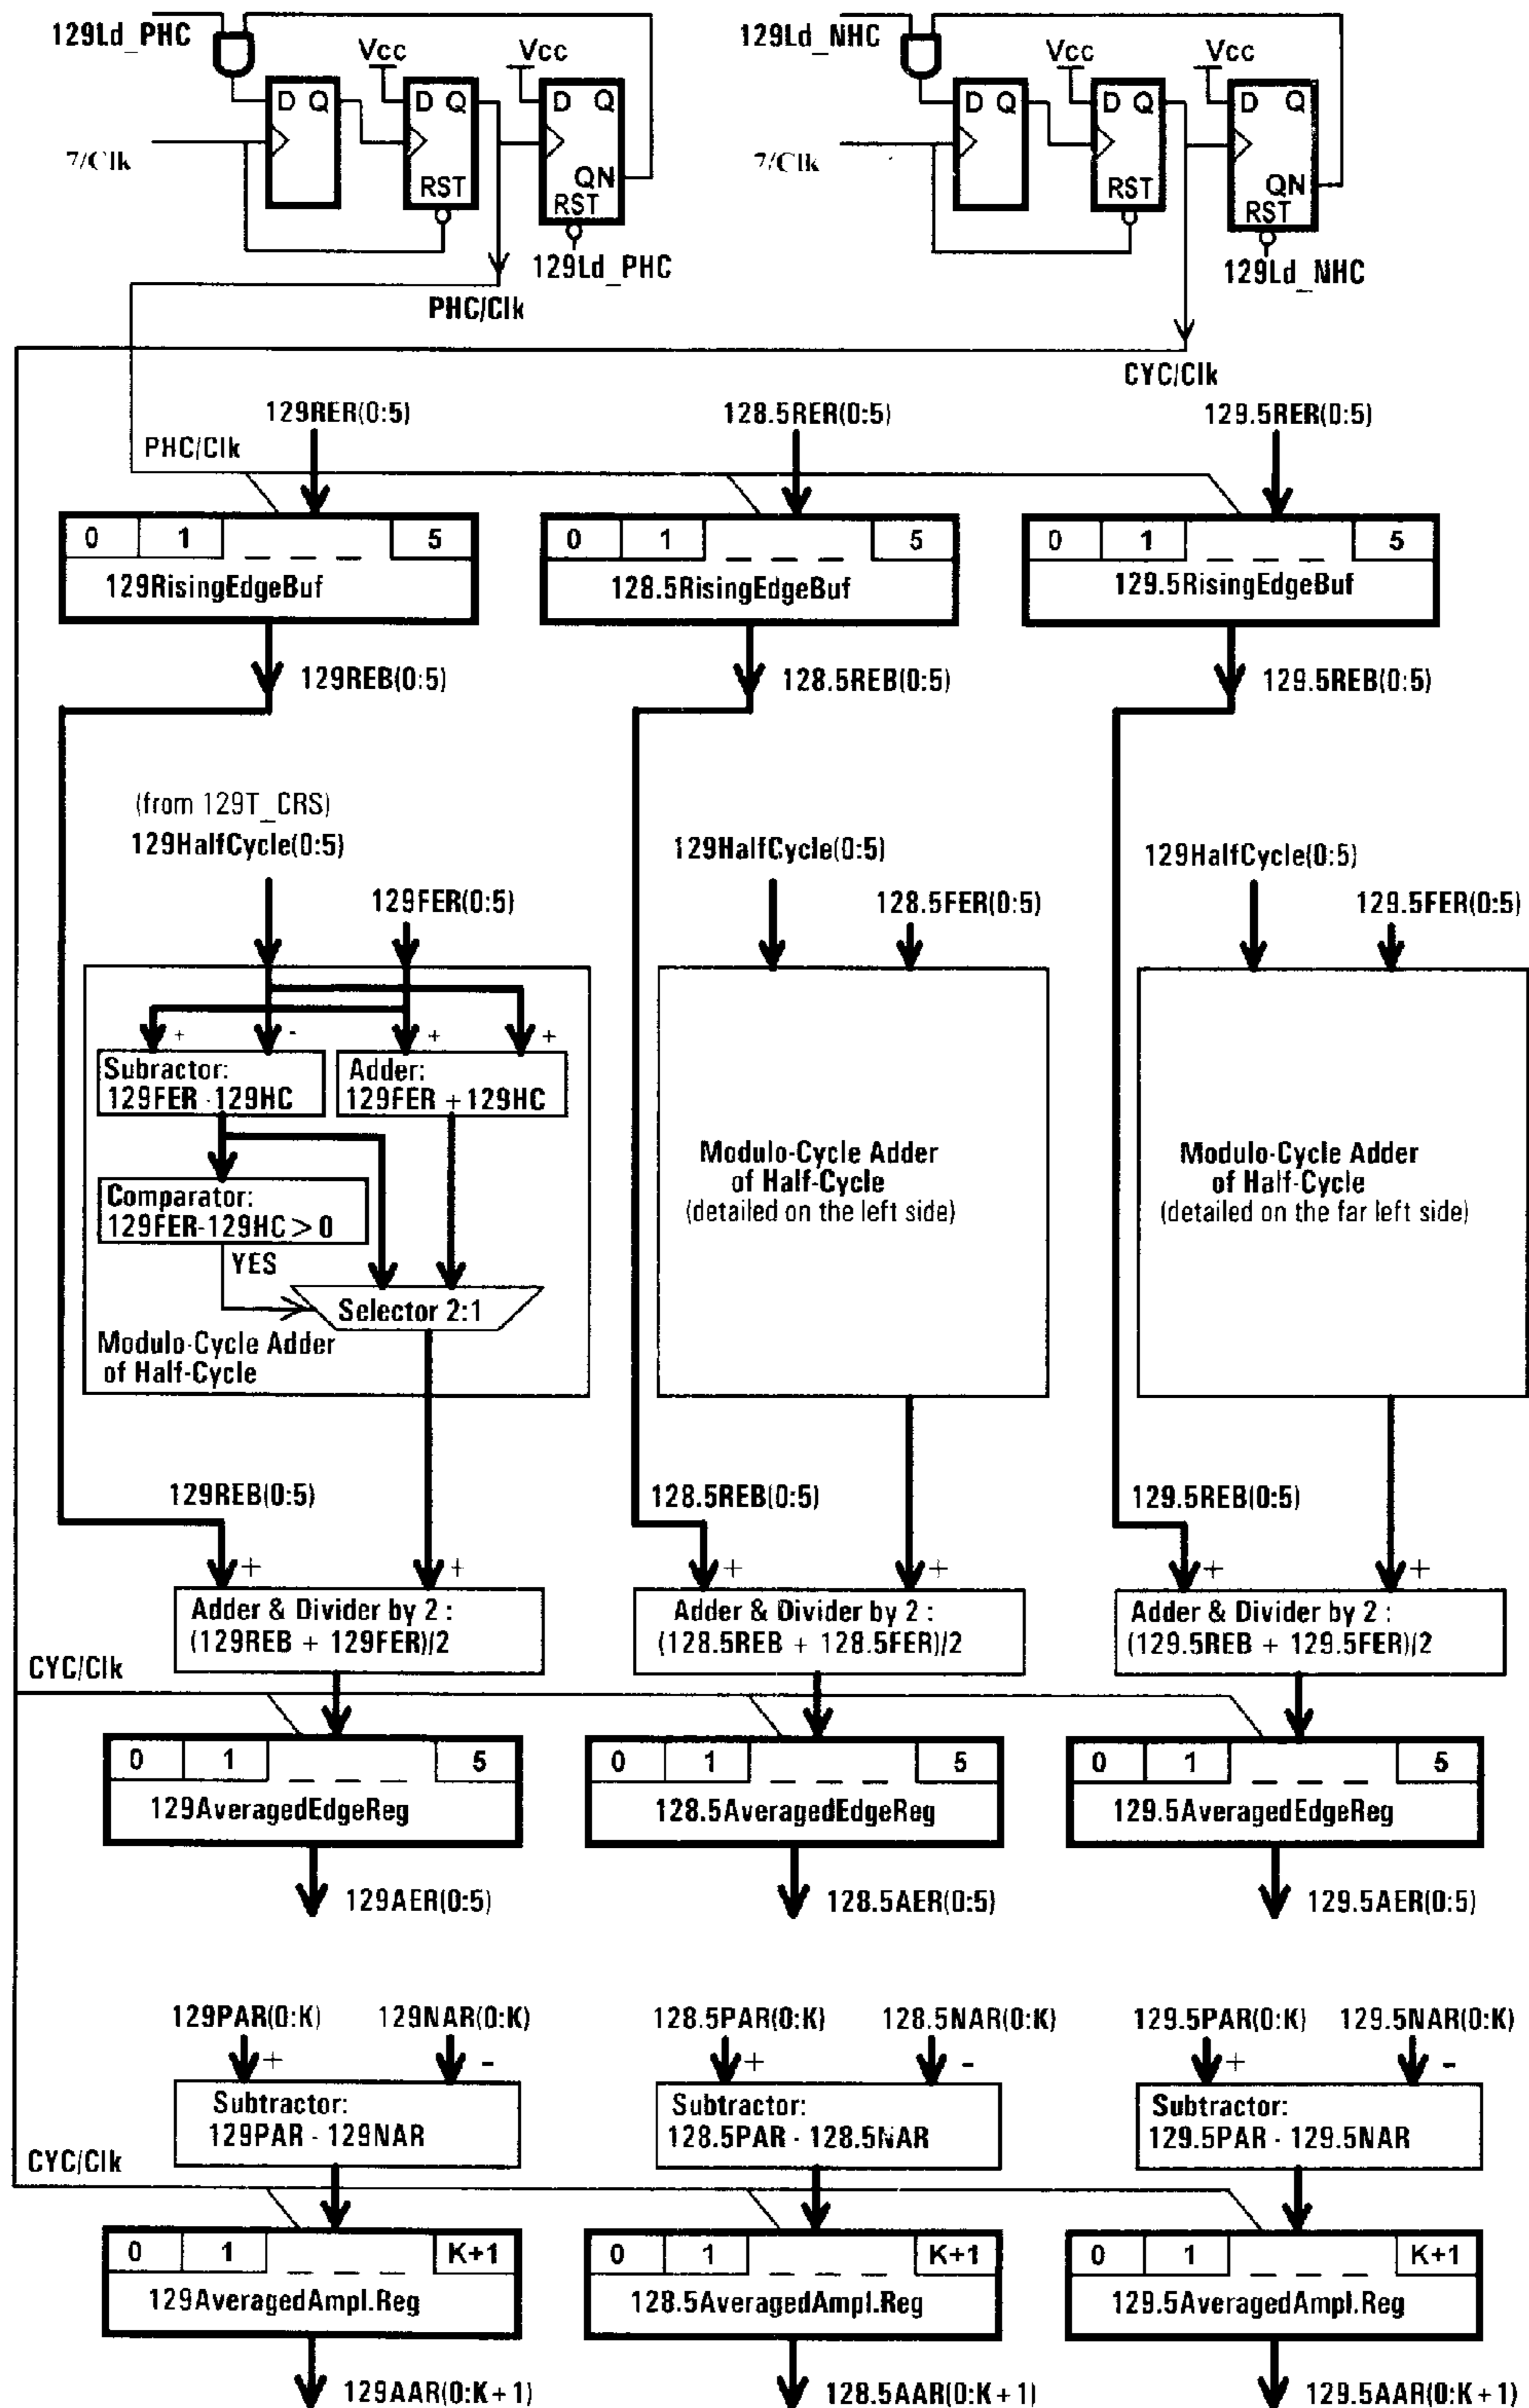 129Ld_PHC
Vcc
Vcc
D Q
D Q
D Q
7/Clk
RST
QN
RST
129Ld_PHC
PHC/Clk
129Ld_NHC
Vcc
Vcc
D Q
D Q
D Q
7/Clk
RST
QN
RST
129Ld_NHC
CYC/Clk
129RER(0:5)
128.5RER(0:5)
129.5RER(0:5)
PHC/Clk
0 1 _ _ _ 5
129RisingEdgeBuf
0 1 _ _ _ 5
128.5RisingEdgeBuf
0 1 _ _ _ 5
129.5RisingEdgeBuf
129REB(0:5)
128.5REB(0:5)
129.5REB(0:5)
(from 129T_CRS)
129HalfCycle(0:5)
129FER(0:5)
129HalfCycle(0:5)
128.5FER(0:5)
129HalfCycle(0:5)
129.5FER(0:5)
+ - + +
Subractor:
129FER - 129HC
Adder:
129FER + 129HC
Comparator:
129FER-129HC > 0
YES
Selector 2:1
Modulo-Cycle Adder
of Half-Cycle
Modulo-Cycle Adder
of Half-Cycle
(detailed on the left side)
Modulo-Cycle Adder
of Half-Cycle
(detailed on the far left side)
129REB(0:5)
128.5REB(0:5)
129.5REB(0:5)
+ + + + + +
Adder & Divider by 2 :
(129REB + 129FER)/2
Adder & Divider by 2 :
(128.5REB + 128.5FER)/2
Adder & Divider by 2 :
(129.5REB + 129.5FER)/2
CYC/Clk
0 1 _ _ _ 5
129AveragedEdgeReg
0 1 _ _ _ 5
128.5AveragedEdgeReg
0 1 _ _ _ 5
129.5AveragedEdgeReg
129AER(0:5)
128.5AER(0:5)
129.5AER(0:5)
129PAR(0:K) 129NAR(0:K)
128.5PAR(0:K) 128.5NAR(0:K)
129.5PAR(0:K) 129.5NAR(0:K)
+ - + - + -
Subtractor:
129PAR - 129NAR
Subtractor:
128.5PAR - 128.5NAR
Subtractor:
129.5PAR - 129.5NAR
CYC/Clk
0 1 _ _ _ K+1
129AveragedAmpl.Reg
0 1 _ _ _ K+1
128.5AveragedAmpl.Reg
0 1 _ _ _ K+1
129.5AveragedAmpl.Reg
129AAR(0:K+1)
128.5AAR(0:K+1)
129.5AAR(0:K+1)